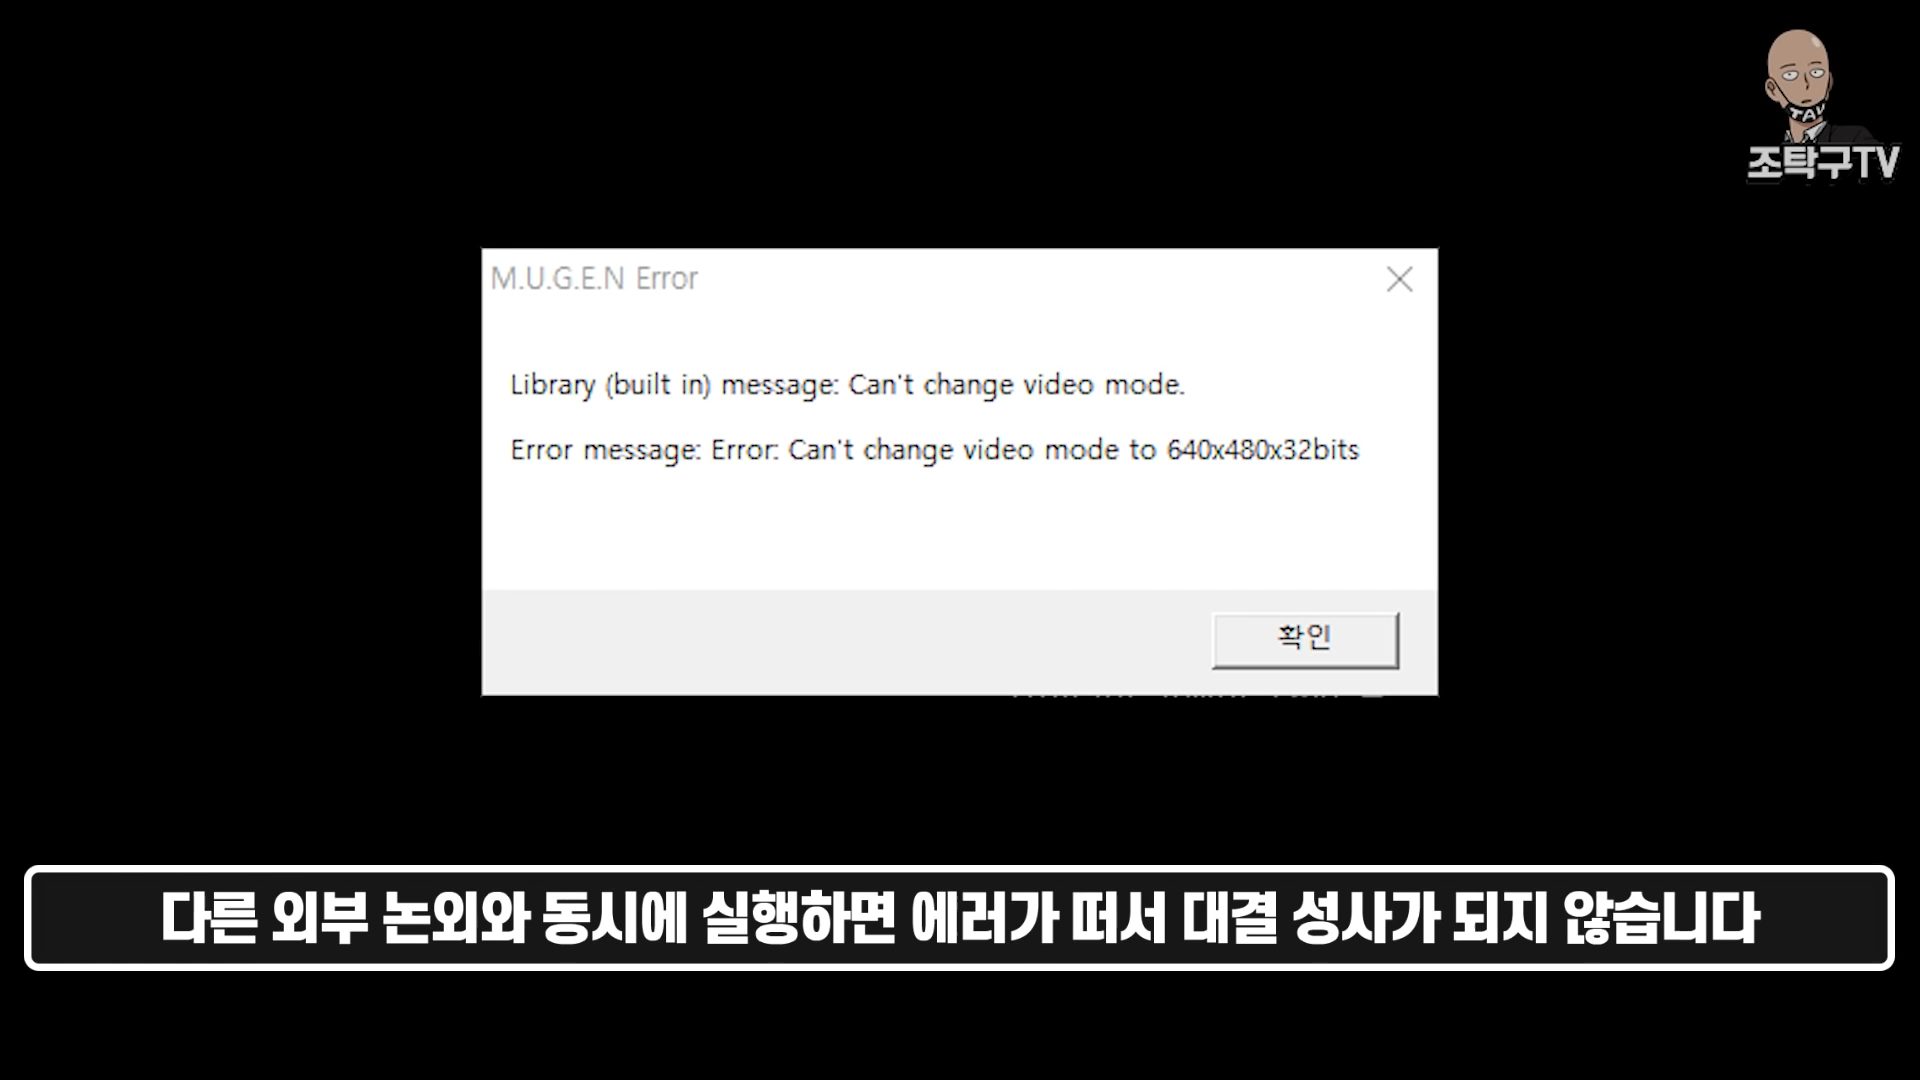 TAK
조탁구TV
M.U.G.E.N Error
Library (built in) message: Can't change video mode.
Error message: Error: Can't change video mode to 640x480x32bits
확인
다른 외부 논외와 동시에 실행하면 에러가 떠서 대결 성사가 되지 않습니다